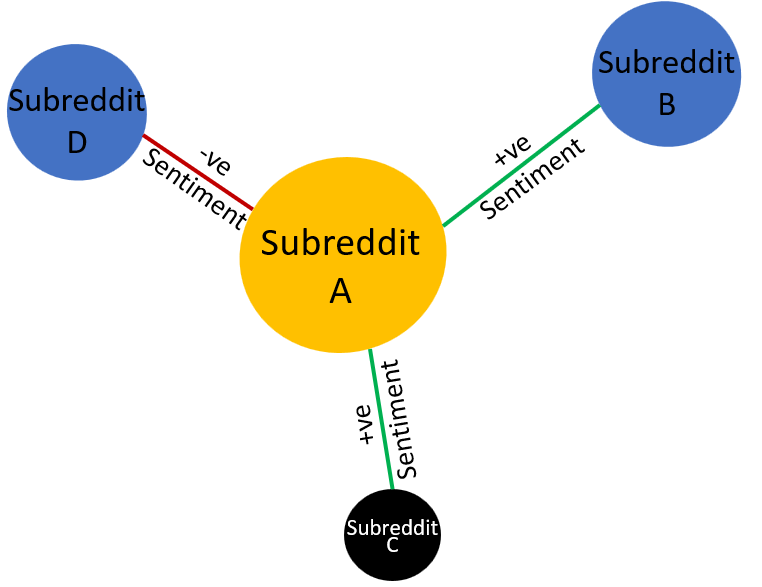 Subreddit
D
-ve
Sentiment
Subreddit
B
+ve
Sentiment
Subreddit
A
+ve
Sentiment
Subreddit
C